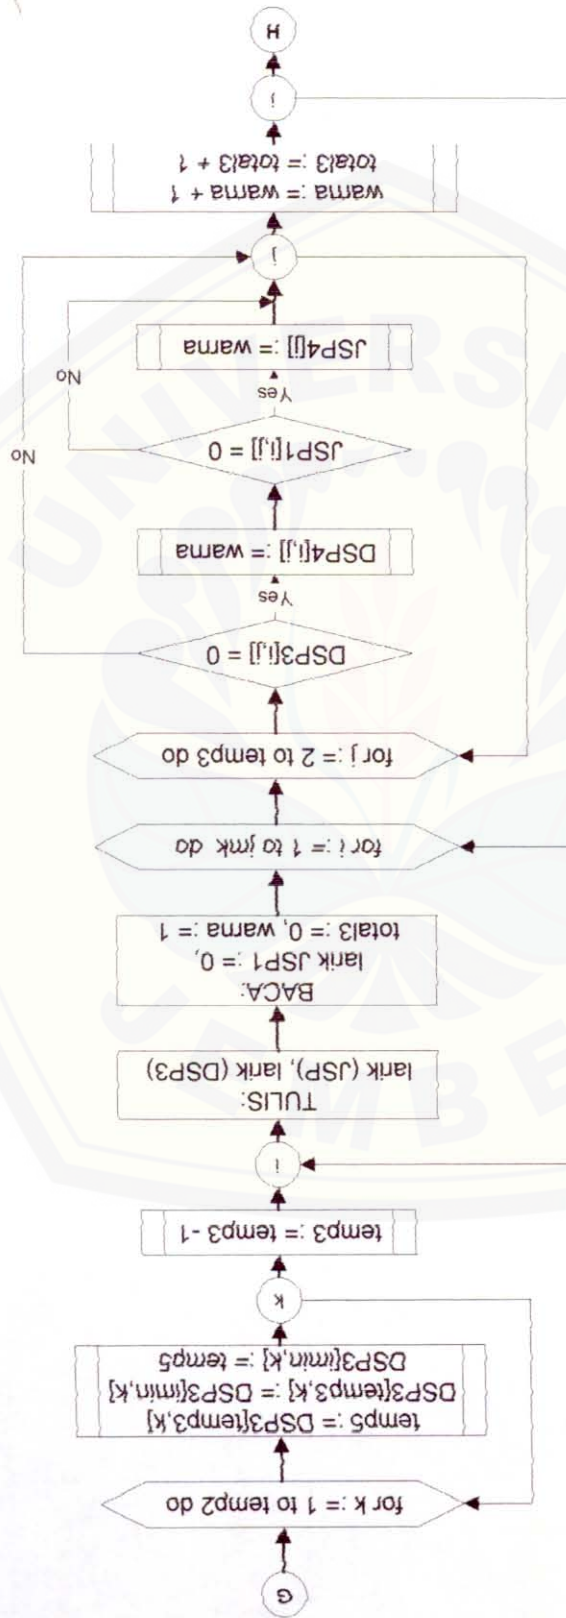 G
for k := 1 to temp2 do
temp5 := DSP3[temp3,k]
DSP3[temp3,k] := DSP3[imin,k]
DSP3[imin,k] := temp5
k
temp3 := temp3 -1
i
TULIS:
larik (JSP), larik (DSP3)
BACA:
larik JSP1 := 0,
total3 := 0, warna := 1
for i := 1 to jmk do
for j := 2 to temp3 do
DSP3[i,j] = 0
Yes
No
DSP4[i,j] := warna
JSP1[i,j] = 0
Yes
No
JSP4[j] := warna
j
warna := warna + 1
total3 := total3 + 1
i
H
UNIVERSI
JEMBE